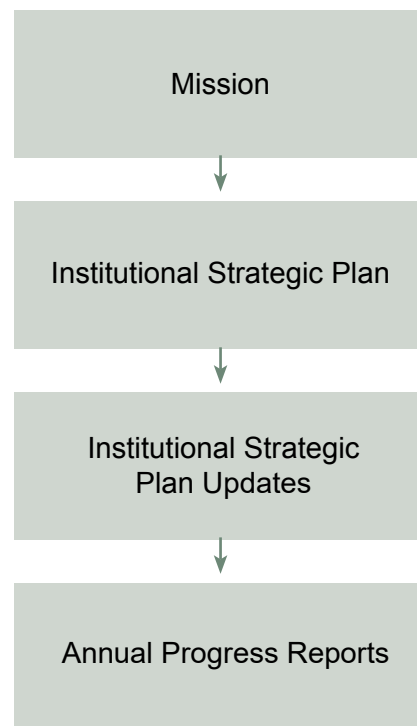 Mission
Institutional Strategic Plan
Institutional Strategic
Plan Updates
Annual Progress Reports